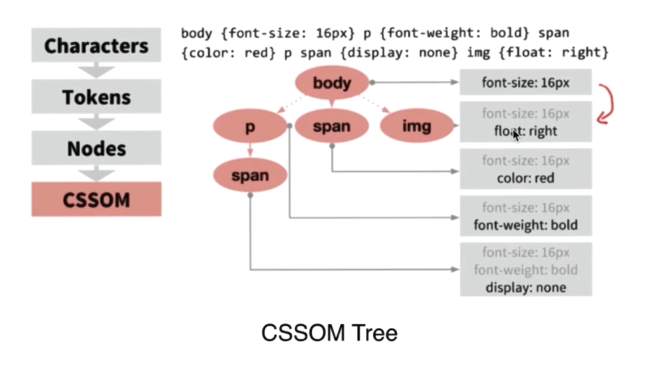 Characters
Tokens
Nodes
CSSOM
body {font-size: 16px} p {font-weight: bold} span
{color: red} p span {display: none} img {float: right}
body
p
span
img
span
font-size: 16px
font-size: 16px
float: right
font-size: 16px
color: red
font-size: 16px
font-weight: bold
font-size: 16px
font-weight: bold
display: none
CSSOM Tree